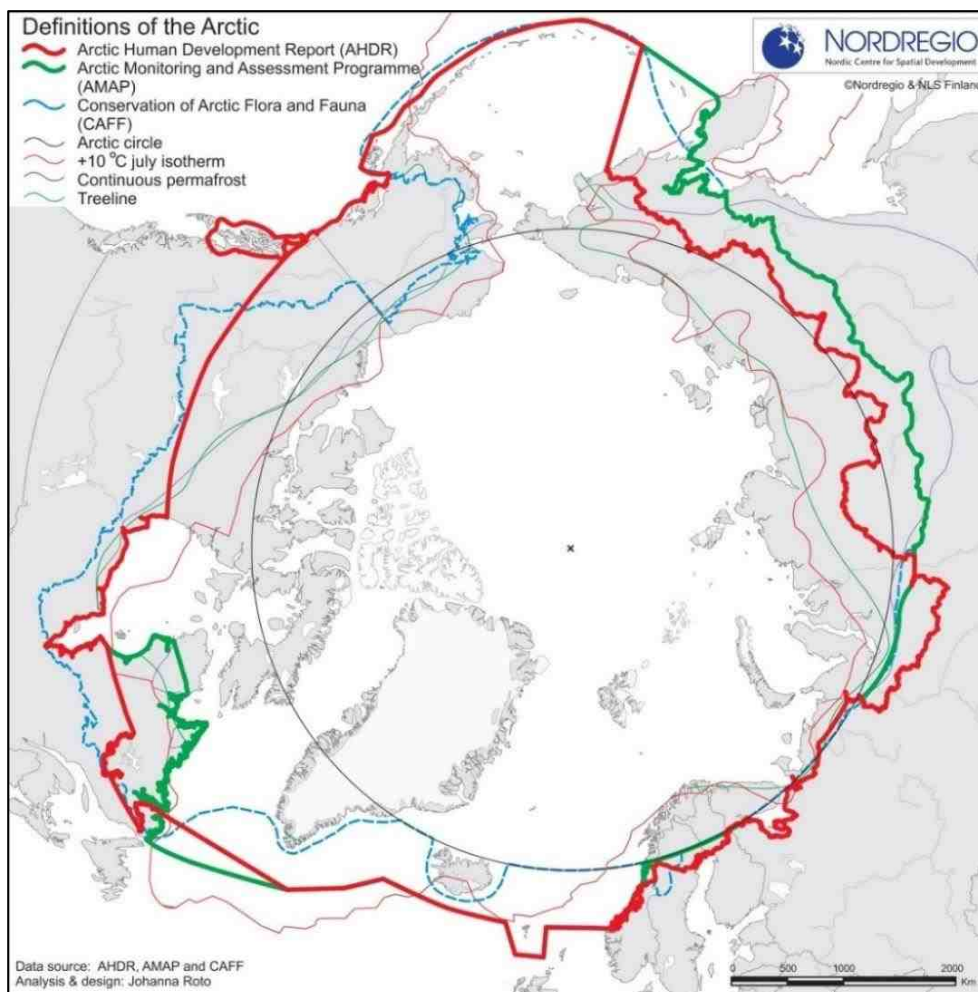 Definitions of the Arctic
Arctic Human Development Report (AHDR)
Arctic Monitoring and Assessment Programme
(AMAP)
Conservation of Arctic Flora and Fauna
(CAFF)
Arctic circle
+10 °C july isotherm
Continuous permafrost
Treeline
NORDREGIO
Nordic Centre for Spatial Development
©Nordregio & NLS Finland
Data source: AHDR, AMAP and CAFF
Analysis & design: Johanna Roto
0 500 1000 2000
Km